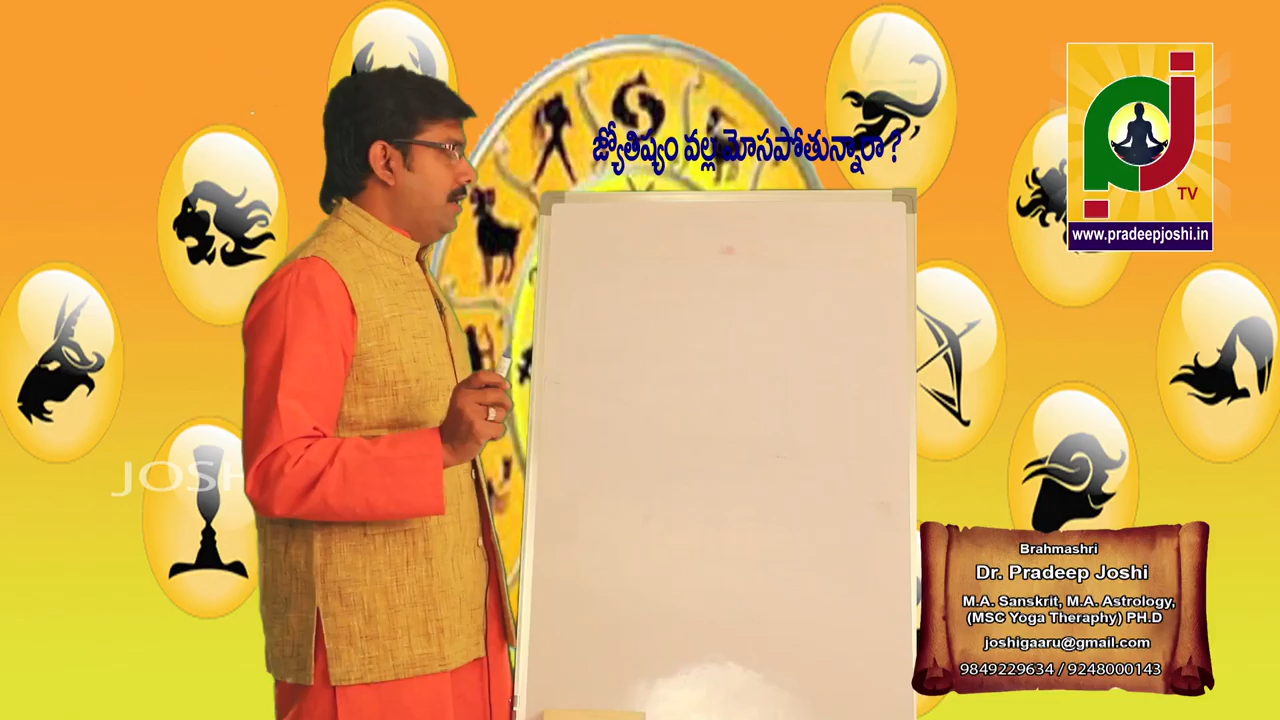 జ్యోతిష్యం వల్ల మోసపోతున్నారా ?
TV
www.pradeepjoshi.in
JOSH
Brahmashri
Dr. Pradeep Joshi
M.A. Sanskrit, M.A. Astrology,
(MSC Yoga Theraphy) PH.D
joshigaaru@gmail.com
9849229634 / 9248000143